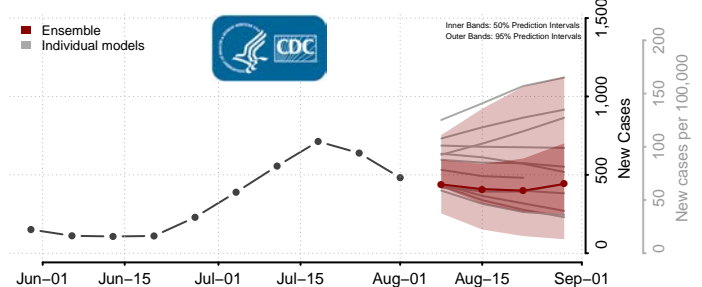 Ensemble
Individual models
CDC
Inner Bands: 50% Prediction Intervals
Outer Bands: 95% Prediction Intervals
1,500
1,000
500
0
New Cases
200
150
100
50
0
New cases per 100,000
Jun−01
Jun−15
Jul−01
Jul−15
Aug−01
Aug−15
Sep−01